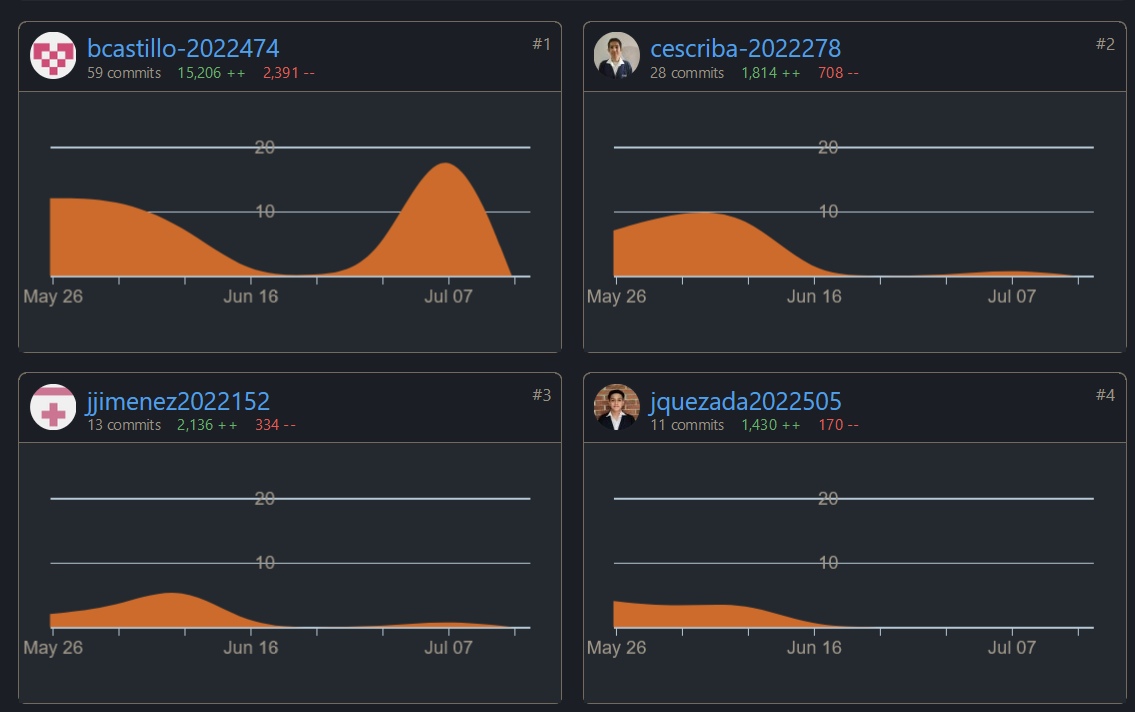 bcastillo-2022474 #1
59 commits 15,206 ++ 2,391 --
20
10
May 26 Jun 16 Jul 07
cescriba-2022278 #2
28 commits 1,814 ++ 708 --
20
10
May 26 Jun 16 Jul 07
jjimenez2022152 #3
13 commits 2,136 ++ 334 --
20
10
May 26 Jun 16 Jul 07
jquezada2022505 #4
11 commits 1,430 ++ 170 --
20
10
May 26 Jun 16 Jul 07